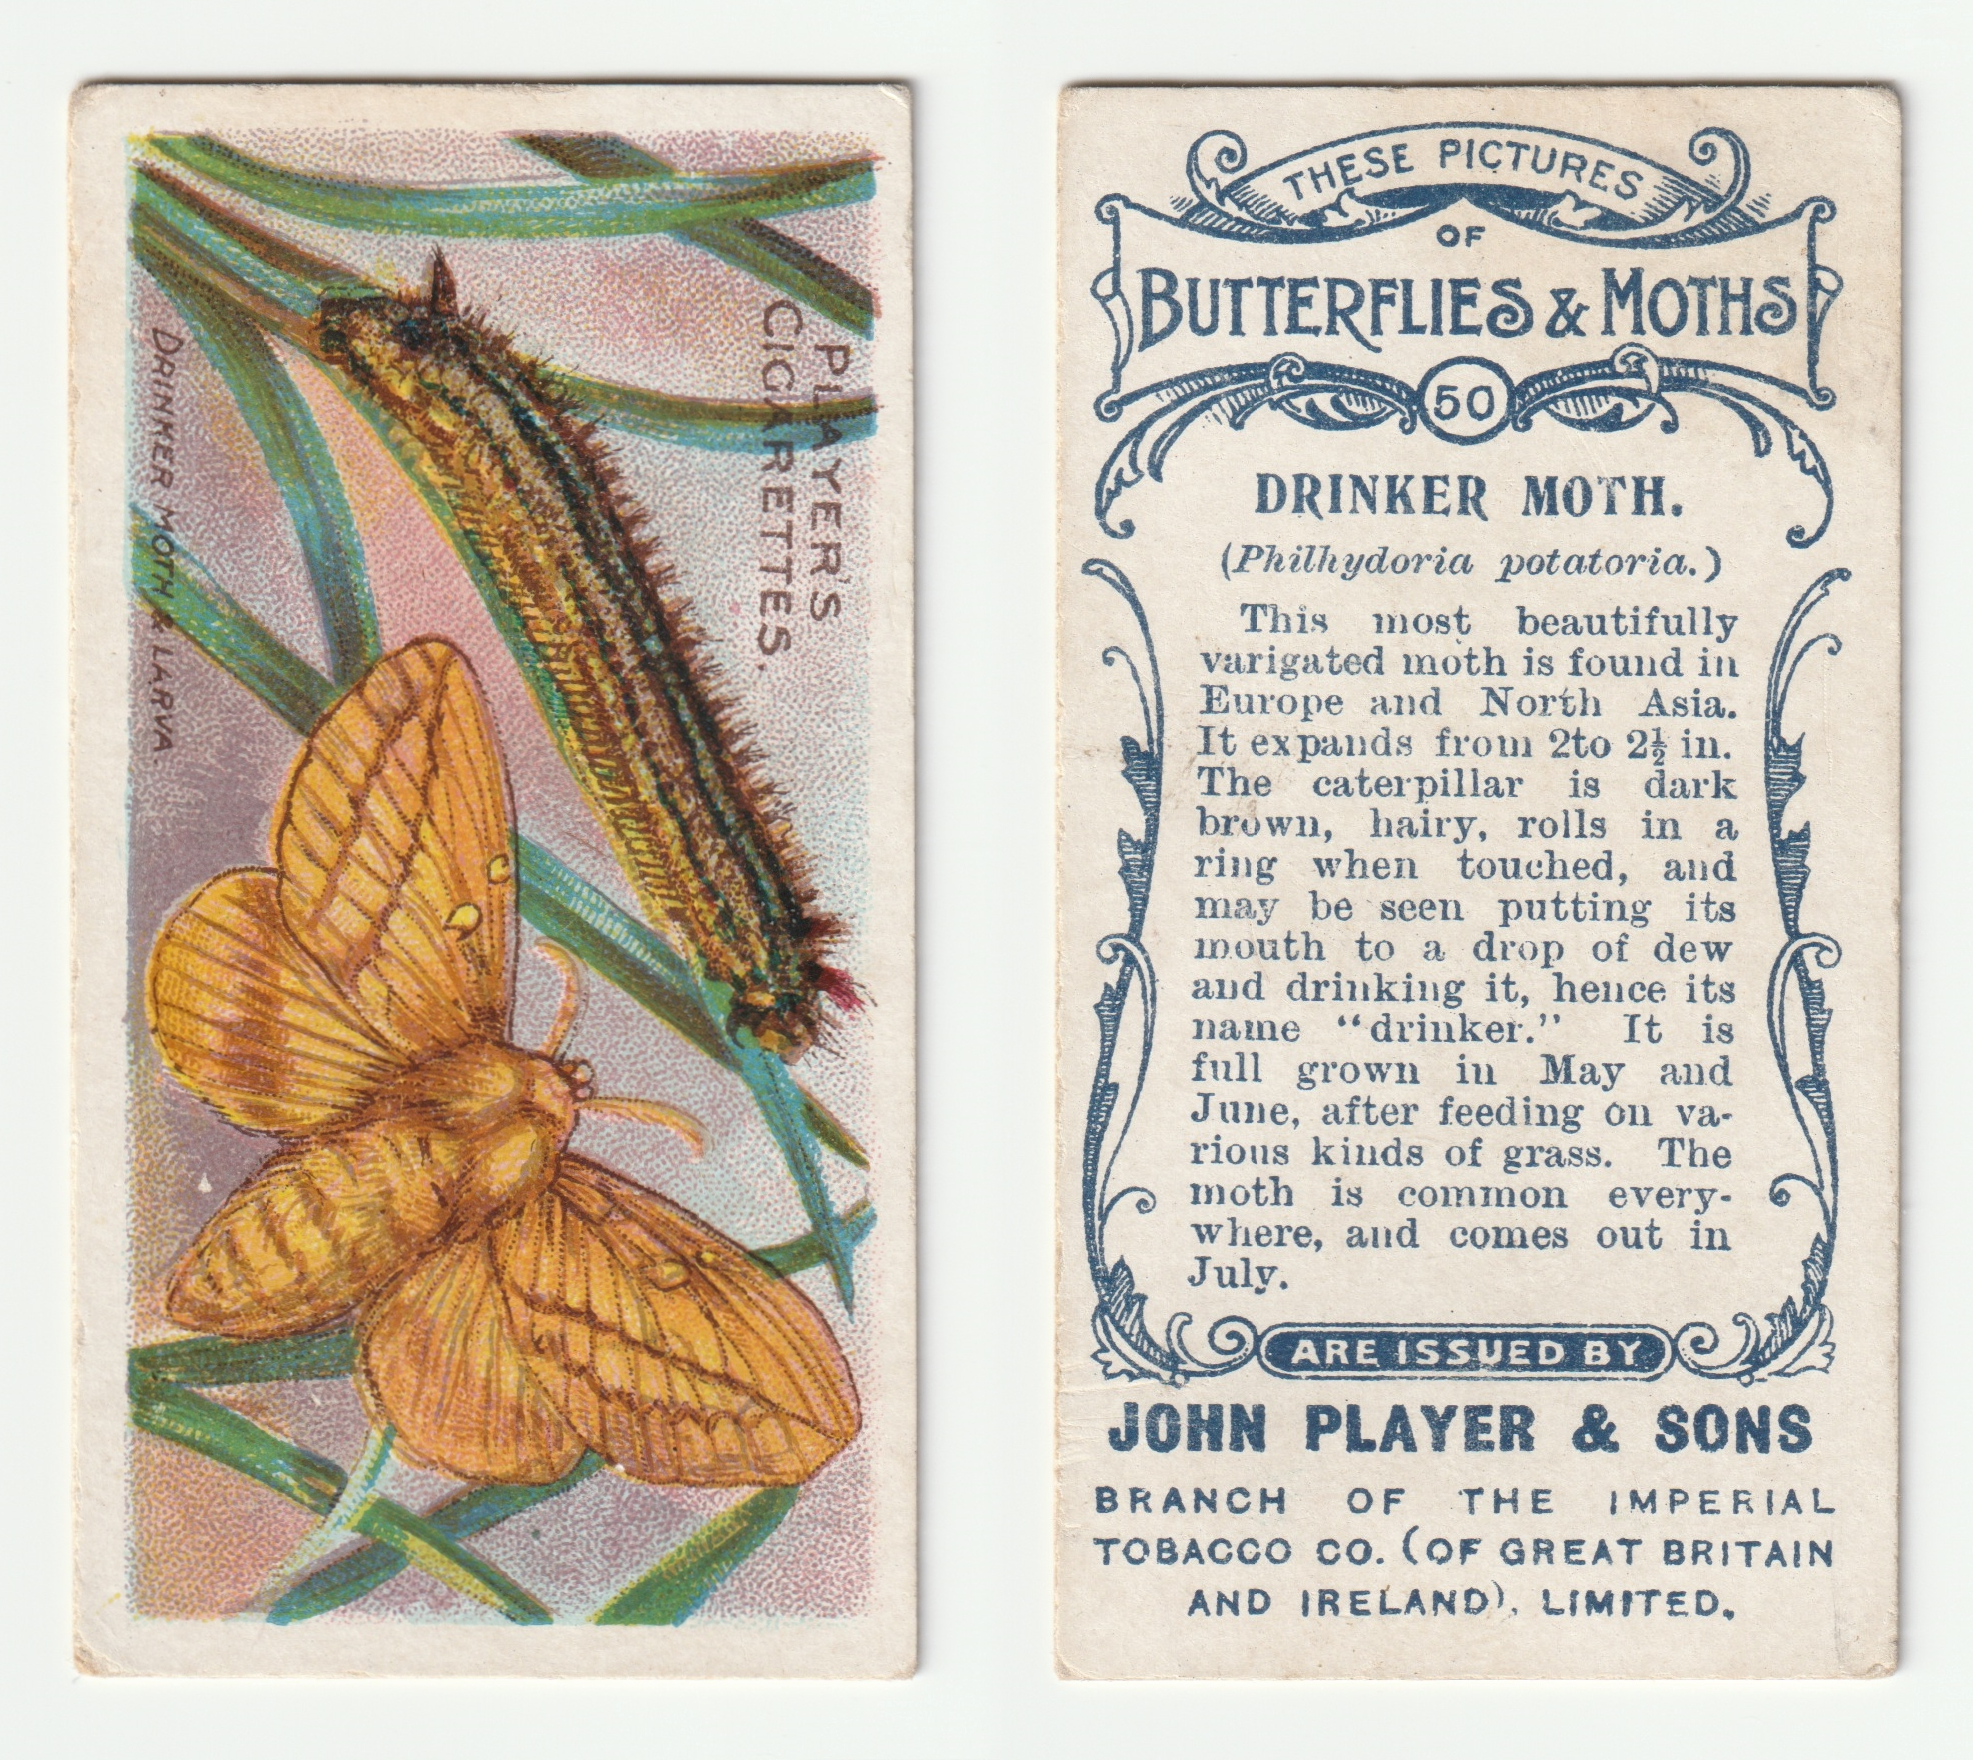 PLAYER'S
CIGARETTES.
DRINKER MOTH & LARVA.
THESE PICTURES
OF
BUTTERFLIES & MOTHS
50
DRINKER MOTH.
(Philhydoria potatoria.)
This most beautifully
varigated moth is found in
Europe and North Asia.
It expands from 2to 2½ in.
The caterpillar is dark
brown, hairy, rolls in a
ring when touched, and
may be seen putting its
mouth to a drop of dew
and drinking it, hence its
name “drinker.” It is
full grown in May and
June, after feeding on va-
rious kinds of grass. The
moth is common every-
where, and comes out in
July.
ARE ISSUED BY
JOHN PLAYER & SONS
BRANCH OF THE IMPERIAL
TOBACCO CO. (OF GREAT BRITAIN
AND IRELAND), LIMITED.